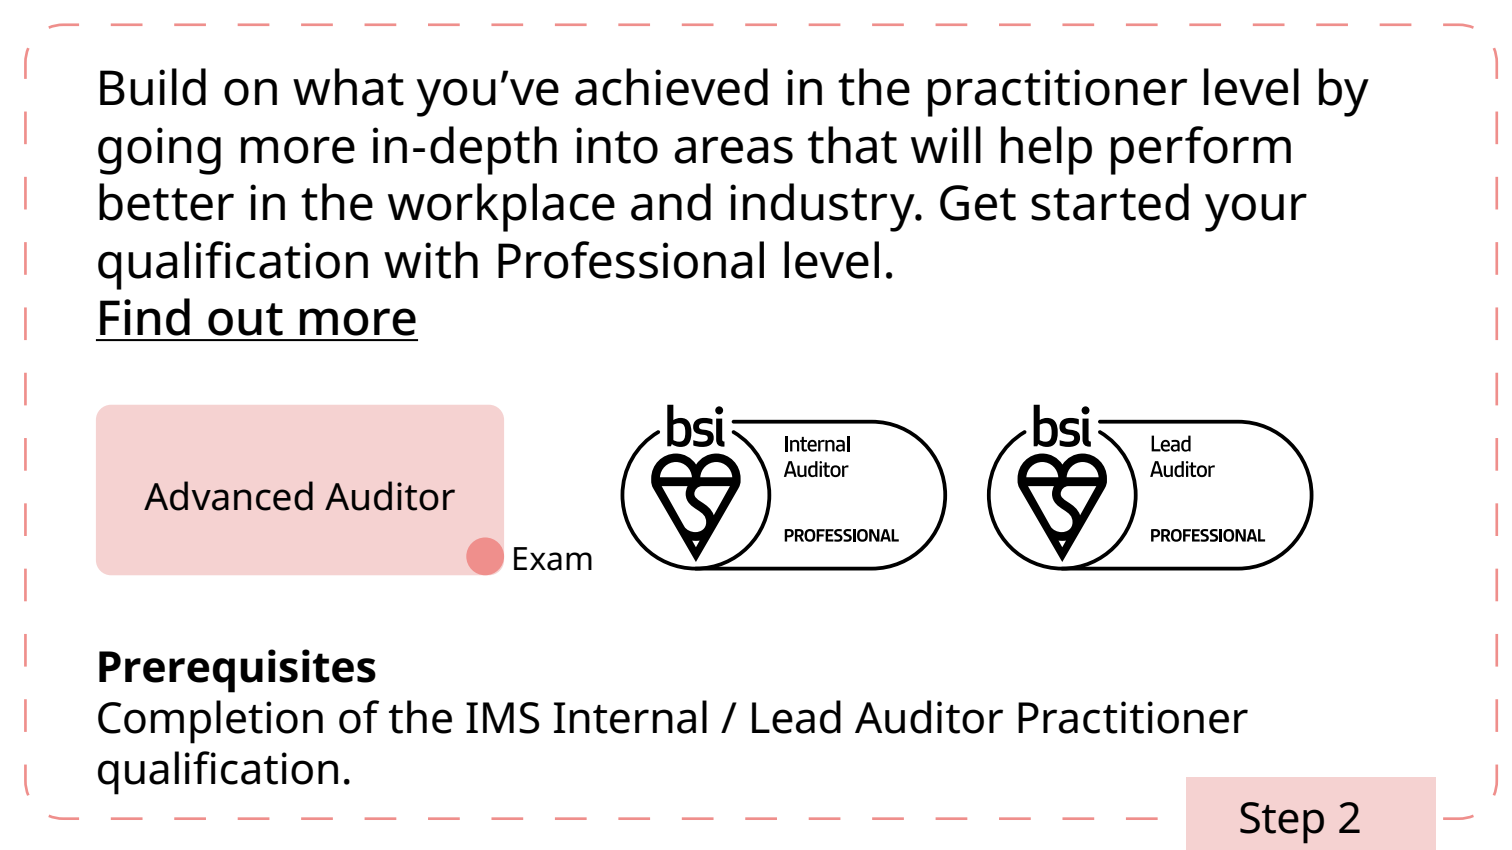 Build on what you’ve achieved in the practitioner level by
going more in-depth into areas that will help perform
better in the workplace and industry. Get started your
qualification with Professional level.
Find out more
Advanced Auditor
Exam
bsi
Internal
Auditor
PROFESSIONAL
bsi
Lead
Auditor
PROFESSIONAL
Prerequisites
Completion of the IMS Internal / Lead Auditor Practitioner
qualification.
Step 2